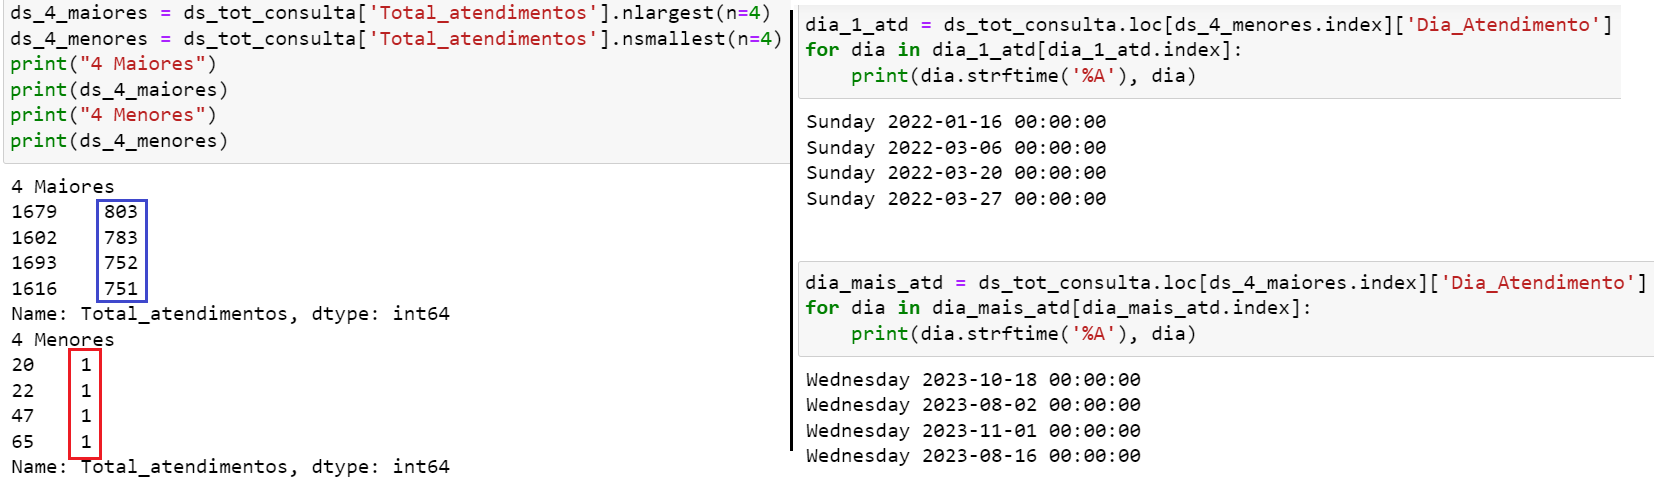 ds_4_maiores = ds_tot_consulta['Total_atendimentos'].nlargest(n=4)
ds_4_menores = ds_tot_consulta['Total_atendimentos'].nsmallest(n=4)
print("4 Maiores")
print(ds_4_maiores)
print("4 Menores")
print(ds_4_menores)
4 Maiores
1679    803
1602    783
1693    752
1616    751
Name: Total_atendimentos, dtype: int64
4 Menores
20    1
22    1
47    1
65    1
Name: Total_atendimentos, dtype: int64
dia_1_atd = ds_tot_consulta.loc[ds_4_menores.index]['Dia_Atendimento']
for dia in dia_1_atd[dia_1_atd.index]:
    print(dia.strftime('%A'), dia)
Sunday 2022-01-16 00:00:00
Sunday 2022-03-06 00:00:00
Sunday 2022-03-20 00:00:00
Sunday 2022-03-27 00:00:00
dia_mais_atd = ds_tot_consulta.loc[ds_4_maiores.index]['Dia_Atendimento']
for dia in dia_mais_atd[dia_mais_atd.index]:
    print(dia.strftime('%A'), dia)
Wednesday 2023-10-18 00:00:00
Wednesday 2023-08-02 00:00:00
Wednesday 2023-11-01 00:00:00
Wednesday 2023-08-16 00:00:00